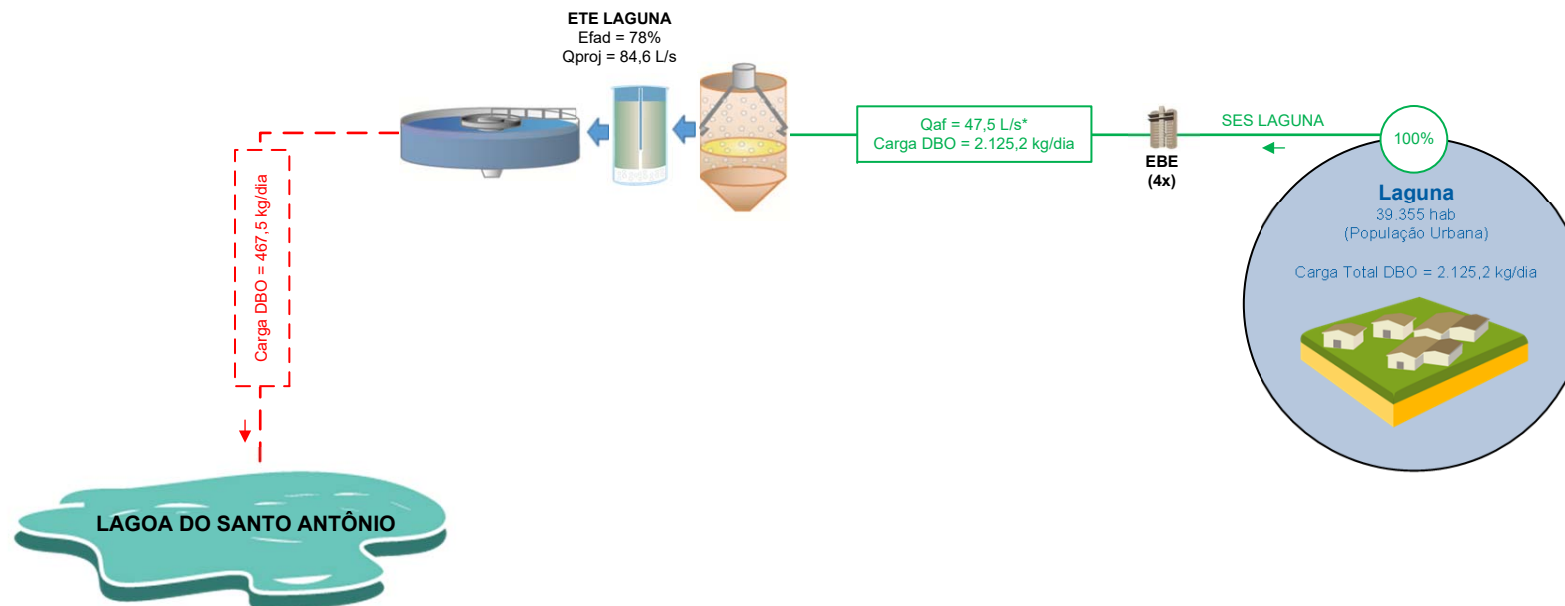 ETE LAGUNA
Efad = 78%
Qproj = 84,6 L/s
Qaf = 47,5 L/s*
Carga DBO = 2.125,2 kg/dia
EBE
(4x)
SES LAGUNA
100%
Laguna
39.355 hab
(População Urbana)
Carga Total DBO = 2.125,2 kg/dia
Carga DBO = 467,5 kg/dia
LAGOA DO SANTO ANTÔNIO